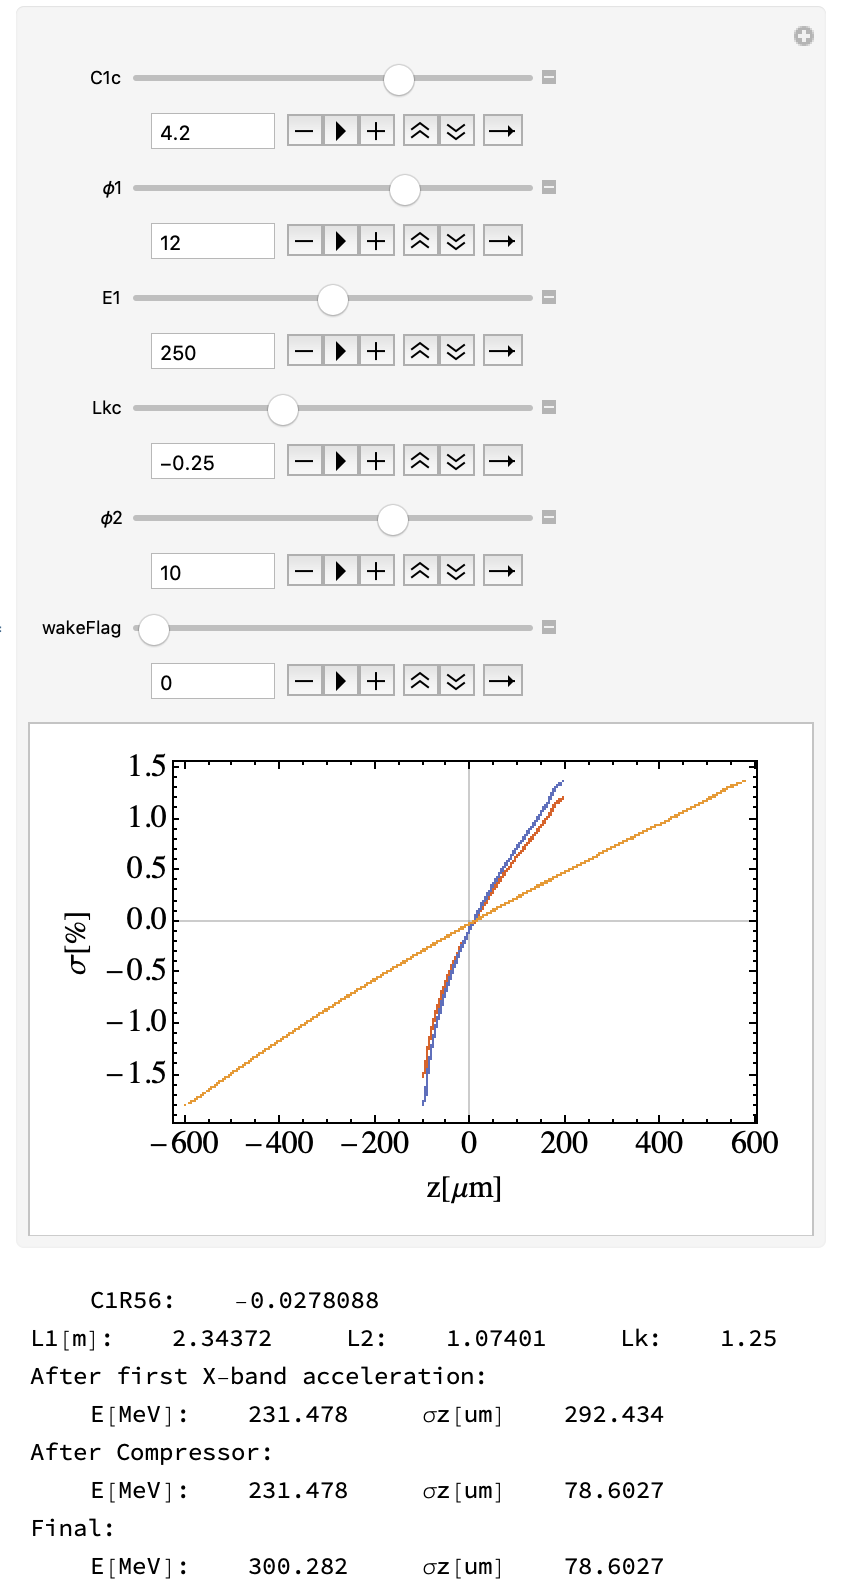 C1c
4.2
ϕ1
12
E1
250
Lkc
−0.25
ϕ2
10
wakeFlag
0
1.5
1.0
0.5
0.0
−0.5
−1.0
−1.5
σ[%]
−600 −400 −200 0 200 400 600
z[μm]
C1R56: -0.0278088
L1[m]: 2.34372 L2: 1.07401 Lk: 1.25
After first X-band acceleration:
E[MeV]: 231.478 σz[um] 292.434
After Compressor:
E[MeV]: 231.478 σz[um] 78.6027
Final:
E[MeV]: 300.282 σz[um] 78.6027